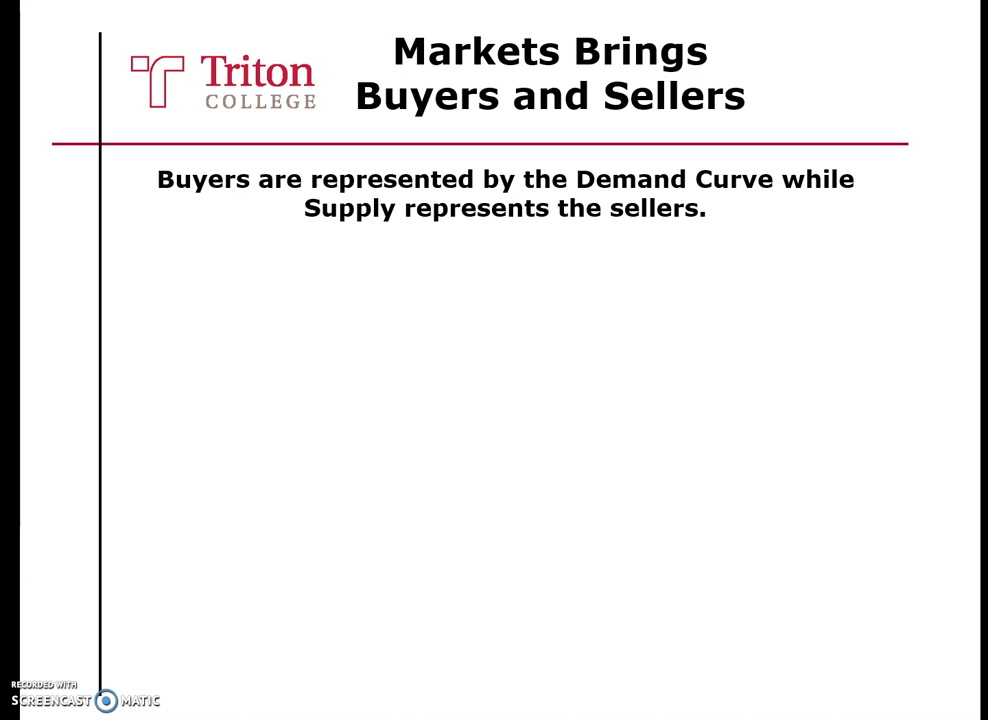 Markets Brings
Buyers and Sellers
Triton
COLLEGE
Buyers are represented by the Demand Curve while
Supply represents the sellers.
RECORDED WITH
SCREENCAST MATIC